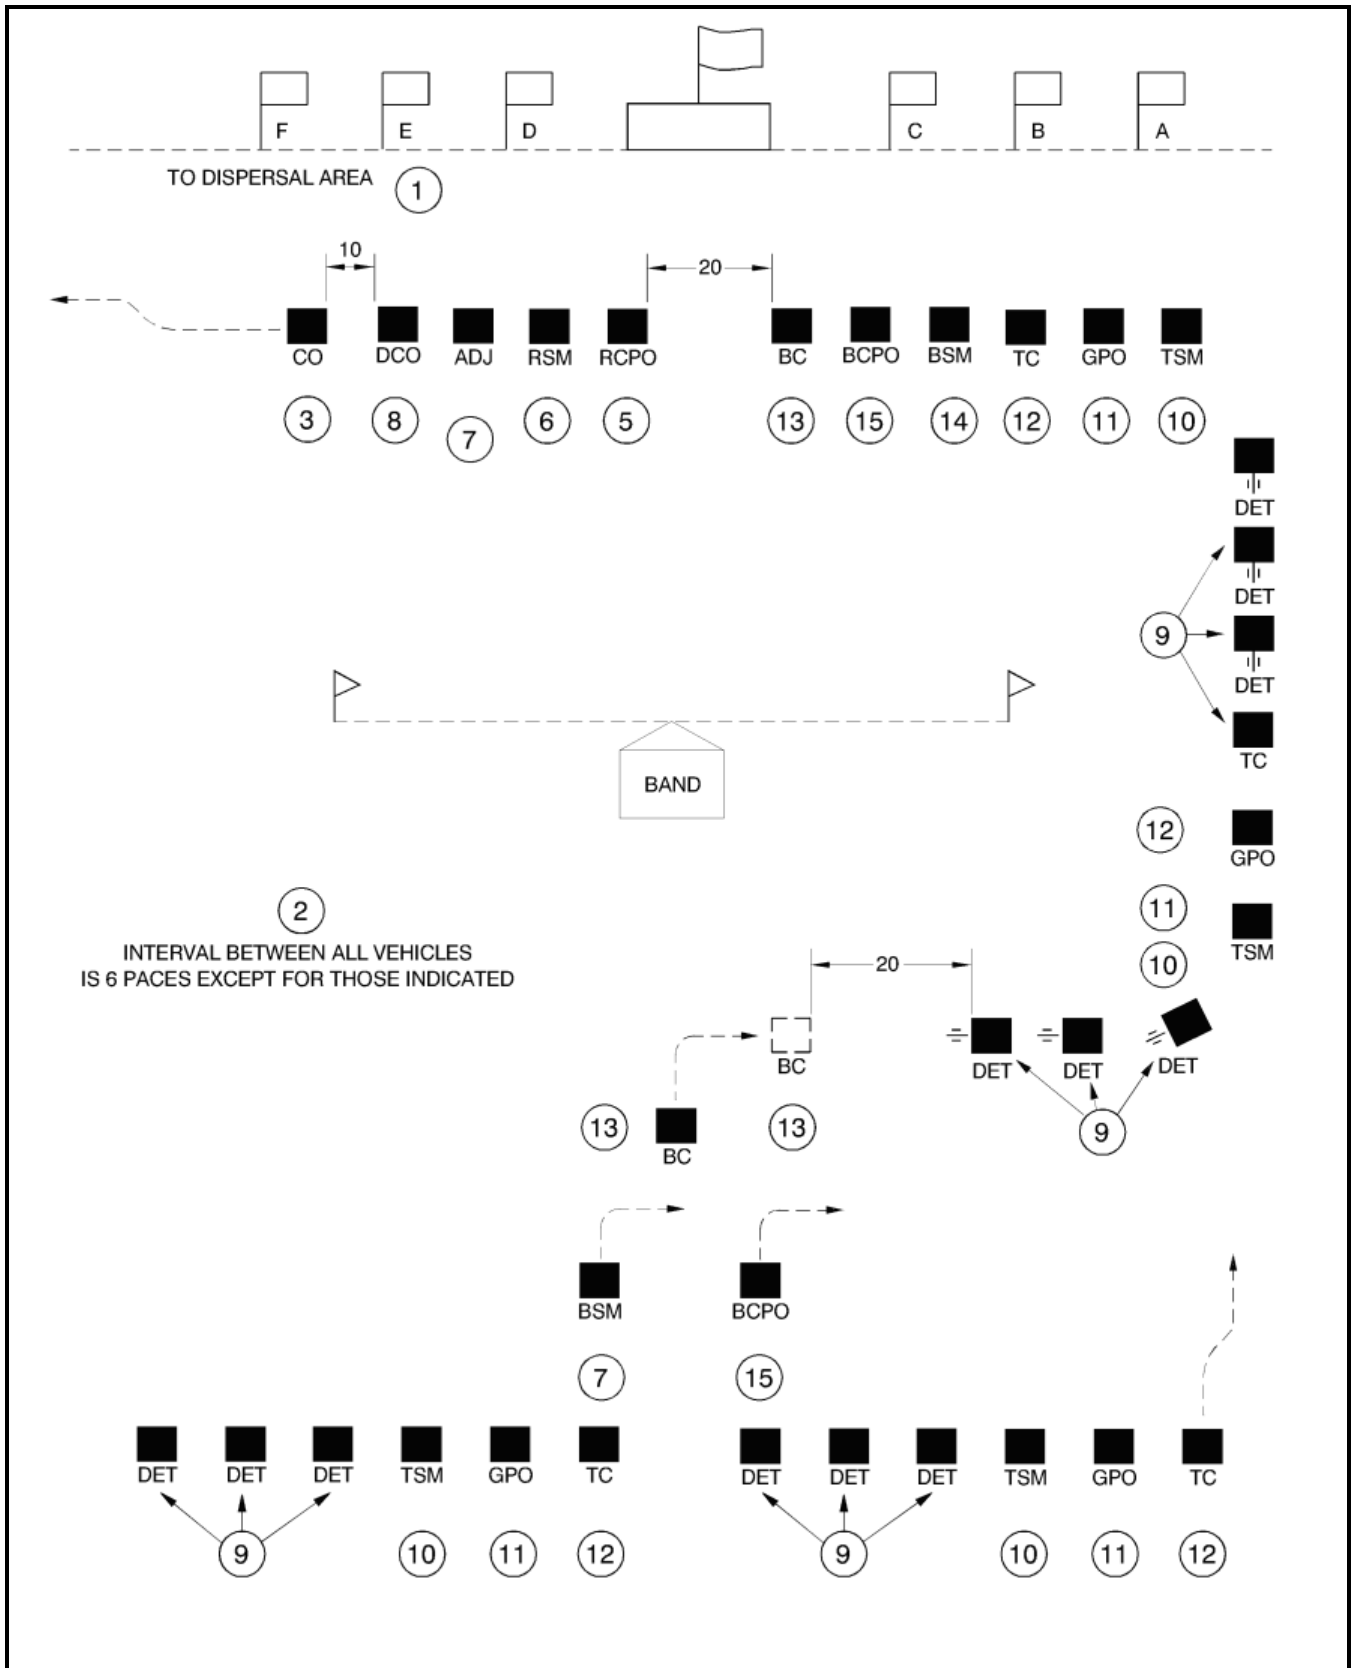 F E D C B A
TO DISPERSAL AREA 1
10 20
CO DCO ADJ RSM RCPO BC BCPO BSM TC GPO TSM
3 8 7 6 5 13 15 14 12 11 10
DET
DET
9
DET
TC
BAND
12
GPO
2
11
INTERVAL BETWEEN ALL VEHICLES
IS 6 PACES EXCEPT FOR THOSE INDICATED
TSM
20 10
BC DET DET DET
13 13 9
BC
BSM BCPO
7 15
DET DET DET TSM GPO TC DET DET DET TSM GPO TC
9 10 11 12 9 10 11 12